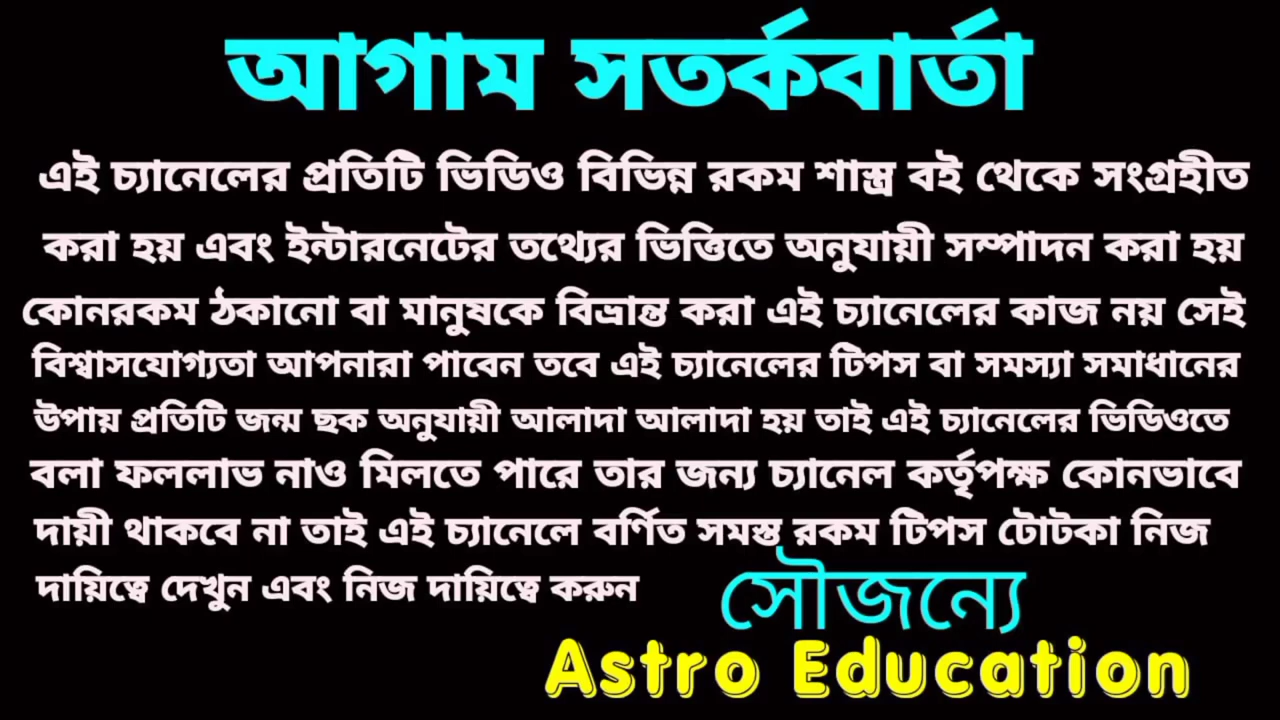 আগাম সতর্কবার্তা
এই চ্যানেলের প্রতিটি ভিডিও বিভিন্ন রকম শাস্ত্র বই থেকে সংগ্রহীত
করা হয় এবং ইন্টারনেটের তথ্যের ভিত্তিতে অনুযায়ী সম্পাদন করা হয়
কোনরকম ঠকানো বা মানুষকে বিভ্রান্ত করা এই চ্যানেলের কাজ নয় সেই
বিশ্বাসযোগ্যতা আপনারা পাবেন তবে এই চ্যানেলের টিপস বা সমস্যা সমাধানের
উপায় প্রতিটি জন্ম ছক অনুযায়ী আলাদা আলাদা হয় তাই এই চ্যানেলের ভিডিওতে
বলা ফললাভ নাও মিলতে পারে তার জন্য চ্যানেল কর্তৃপক্ষ কোনভাবে
দায়ী থাকবে না তাই এই চ্যানেলে বর্ণিত সমস্ত রকম টিপস টোটকা নিজ
দায়িত্বে দেখুন এবং নিজ দায়িত্বে করুন
সৌজন্যে
Astro Education